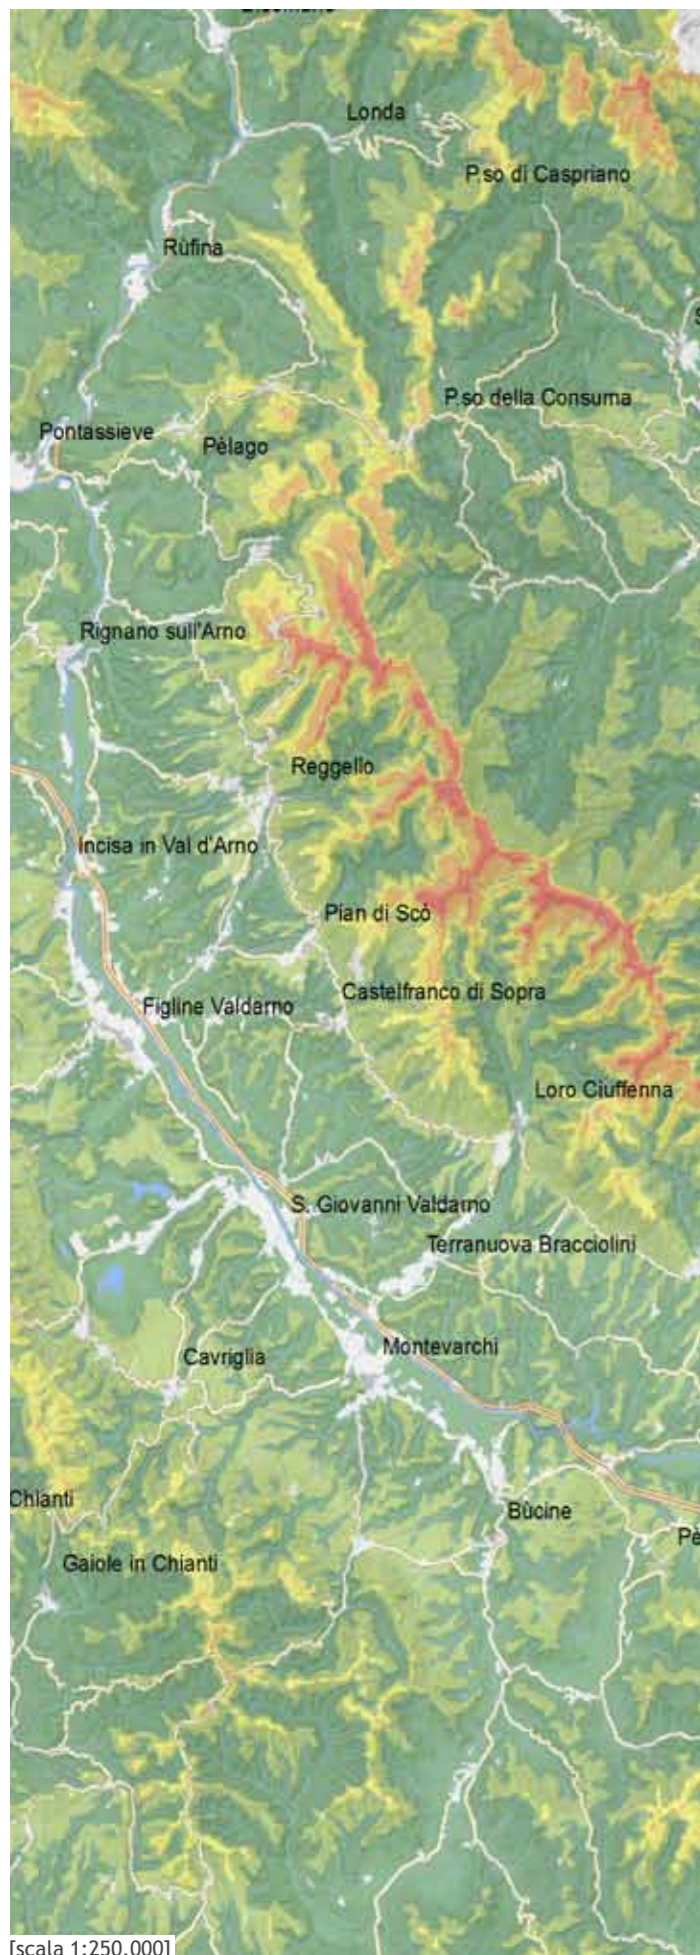 Londa
P.so di Caspriano
Rùfina
P.so della Consuma
Pontassieve
Pèlago
Rignano sull'Arno
Reggello
Incisa in Val d'Arno
Pian di Scò
Castelfranco di Sopra
Figline Valdarno
Loro Ciuffenna
S. Giovanni Valdarno
Terranuova Bracciolini
Montevarchi
Cavriglia
Chianti
Bùcine
Pè
Gaiole in Chianti
[scala 1:250.000]